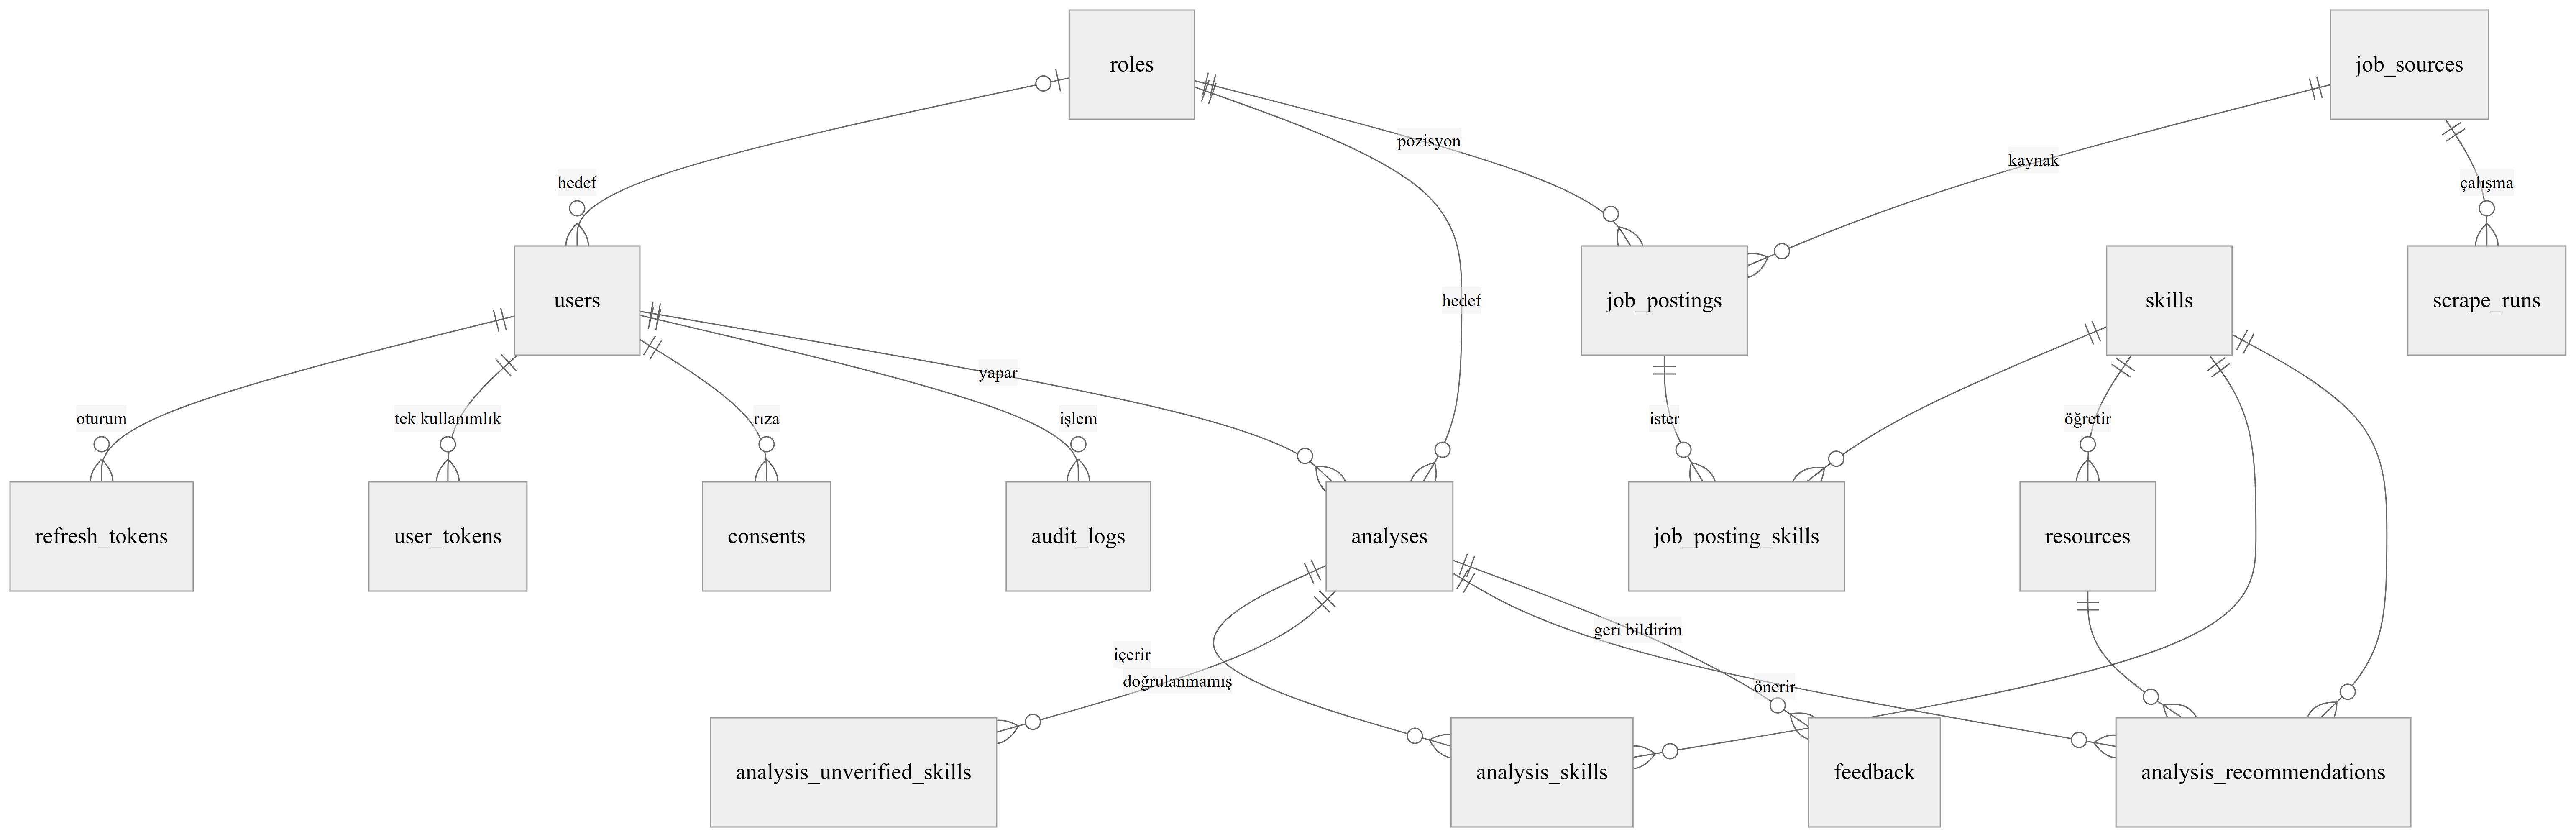 roles
job_sources
pozisyon
kaynak
hedef
çalışma
users
hedef
job_postings
skills
scrape_runs
yapar
oturum
tek kullanımlık
rıza
işlem
ister
öğretir
refresh_tokens
user_tokens
consents
audit_logs
analyses
job_posting_skills
resources
geri bildirim
içerir
doğrulanmamış
önerir
analysis_unverified_skills
analysis_skills
feedback
analysis_recommendations